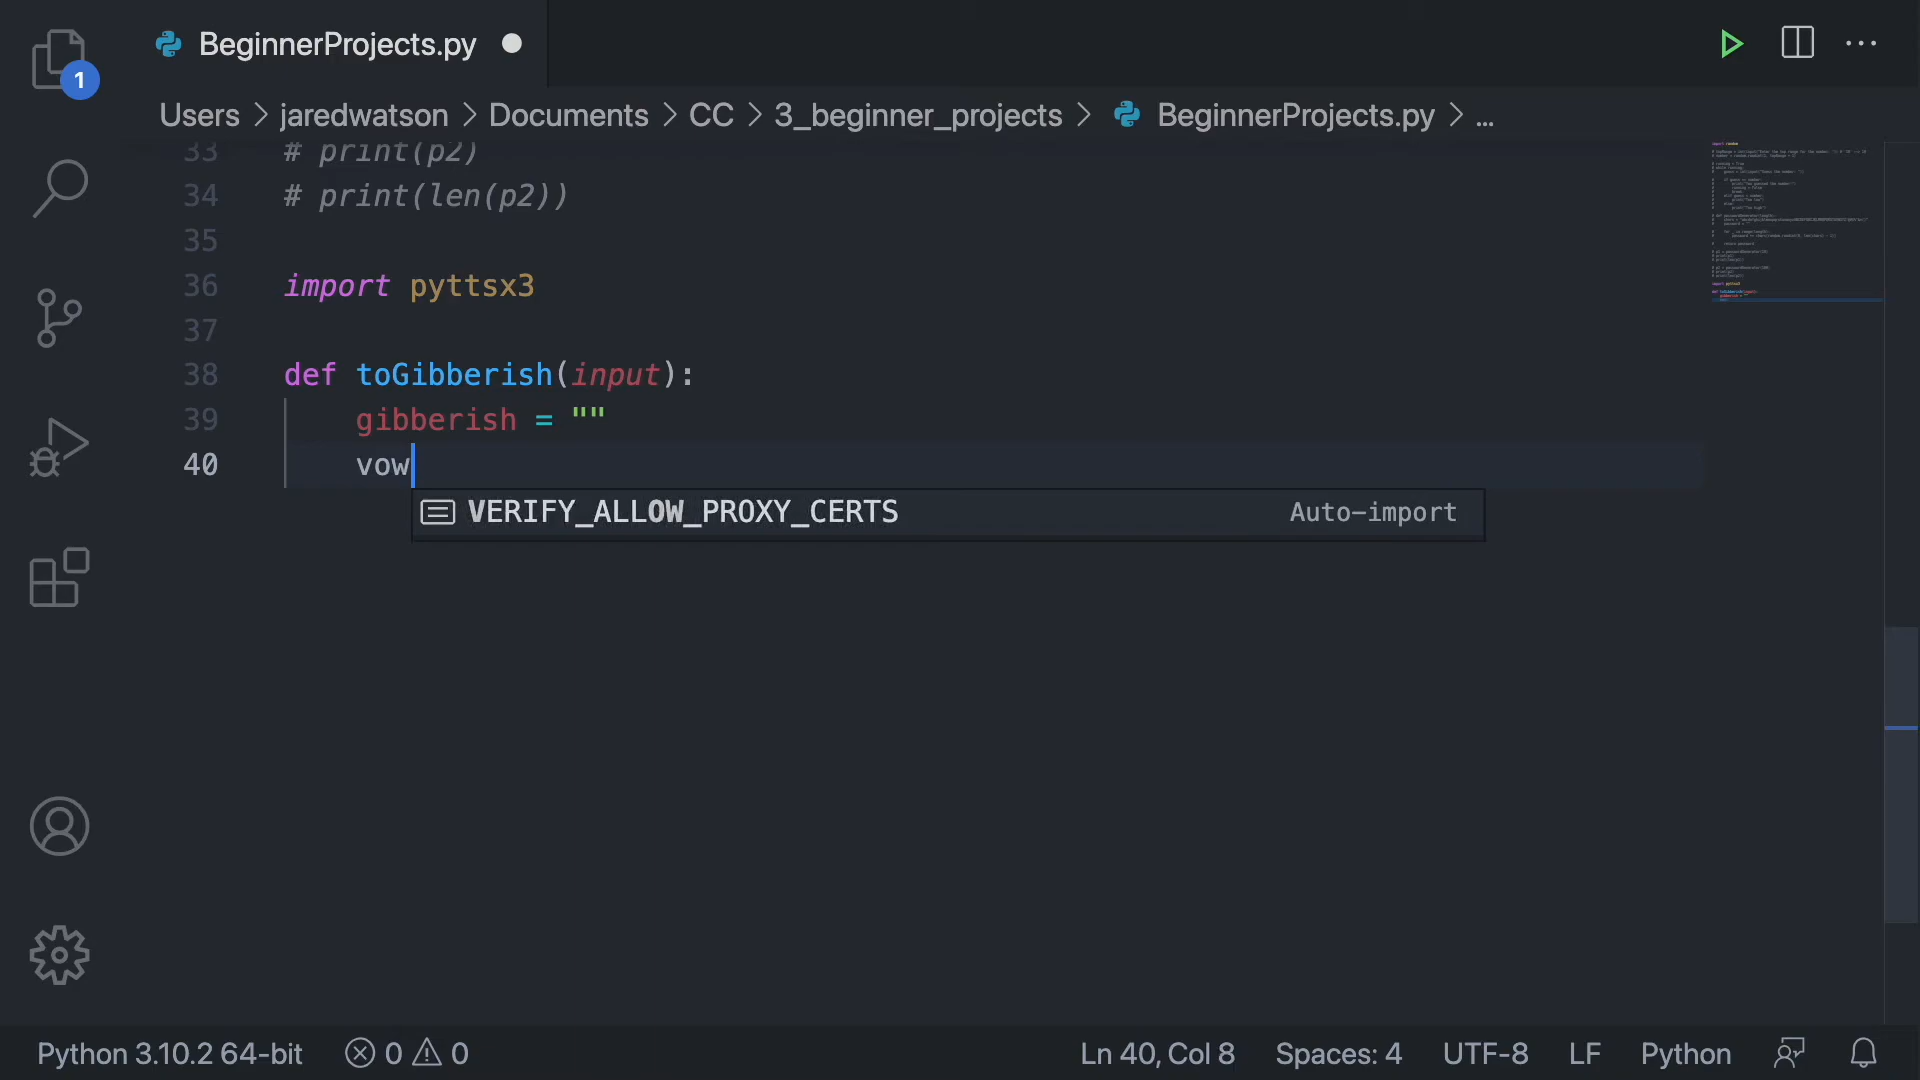 BeginnerProjects.py
1
Users > jaredwatson > Documents > CC > 3_beginner_projects > BeginnerProjects.py > ...
33 # print(p2)
34 # print(len(p2))
35
36 import pyttsx3
37
38 def toGibberish(input):
39 gibberish = ""
40 vow
VERIFY_ALLOW_PROXY_CERTS Auto-import
Python 3.10.2 64-bit 0 0 Ln 40, Col 8 Spaces: 4 UTF-8 LF Python